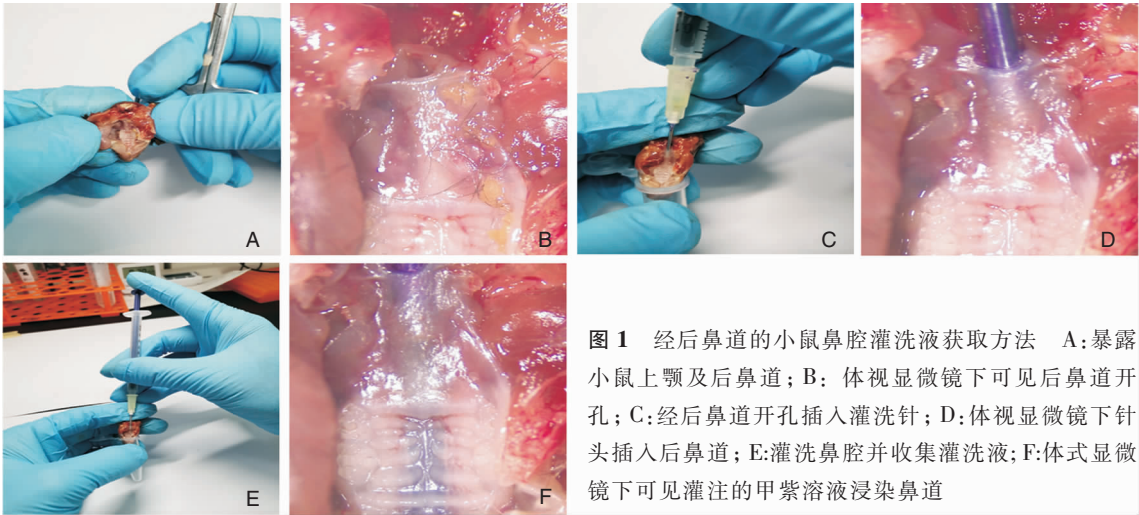 A
B
C
D
E
F
图1 经后鼻道的小鼠鼻腔灌洗液获取方法 A:暴露
小鼠上颚及后鼻道;B: 体视显微镜下可见后鼻道开
孔;C:经后鼻道开孔插入灌洗针;D:体视显微镜下针
头插入后鼻道;E:灌洗鼻腔并收集灌洗液;F:体式显微
镜下可见灌注的甲紫溶液浸染鼻道